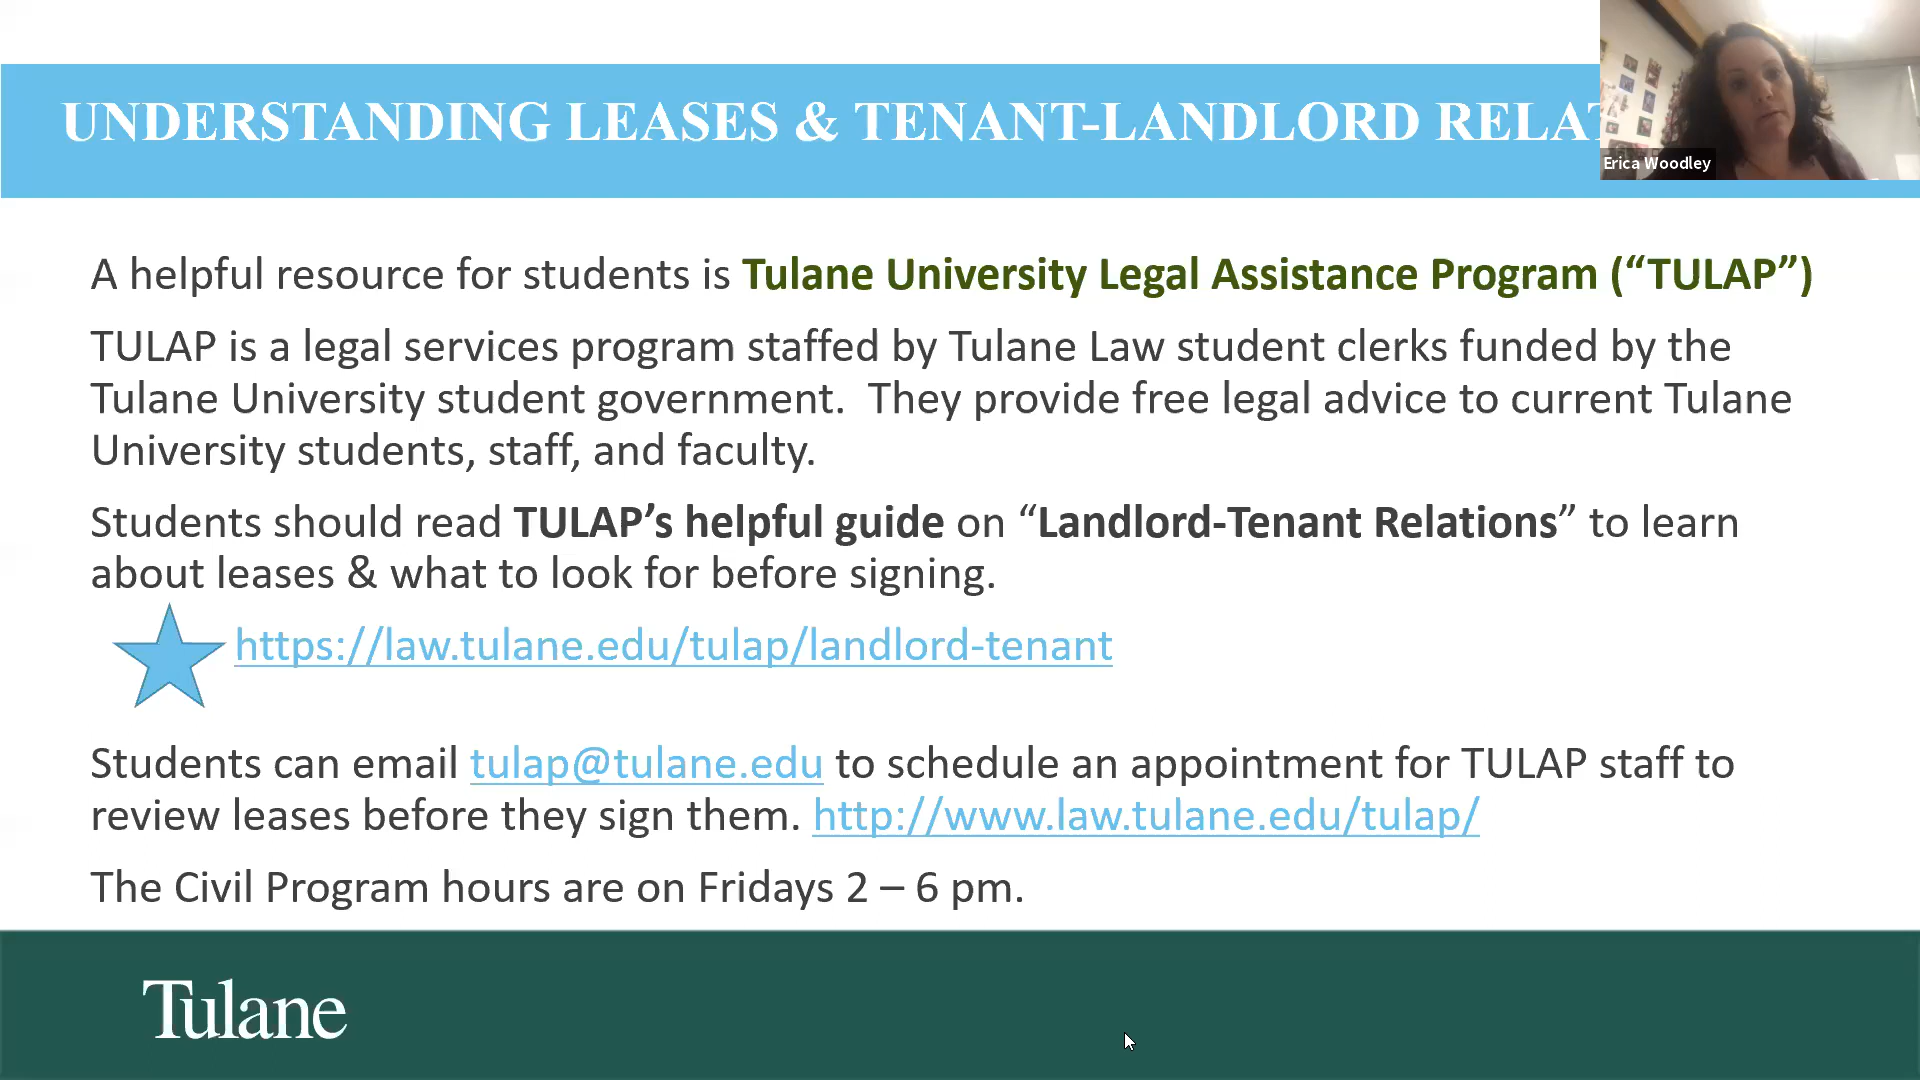 UNDERSTANDING LEASES & TENANT-LANDLORD RELAT
Erica Woodley
A helpful resource for students is Tulane University Legal Assistance Program (“TULAP”)
TULAP is a legal services program staffed by Tulane Law student clerks funded by the
Tulane University student government.  They provide free legal advice to current Tulane
University students, staff, and faculty.
Students should read TULAP’s helpful guide on “Landlord-Tenant Relations” to learn
about leases & what to look for before signing.
https://law.tulane.edu/tulap/landlord-tenant
Students can email tulap@tulane.edu to schedule an appointment for TULAP staff to
review leases before they sign them. http://www.law.tulane.edu/tulap/
The Civil Program hours are on Fridays 2 – 6 pm.
Tulane